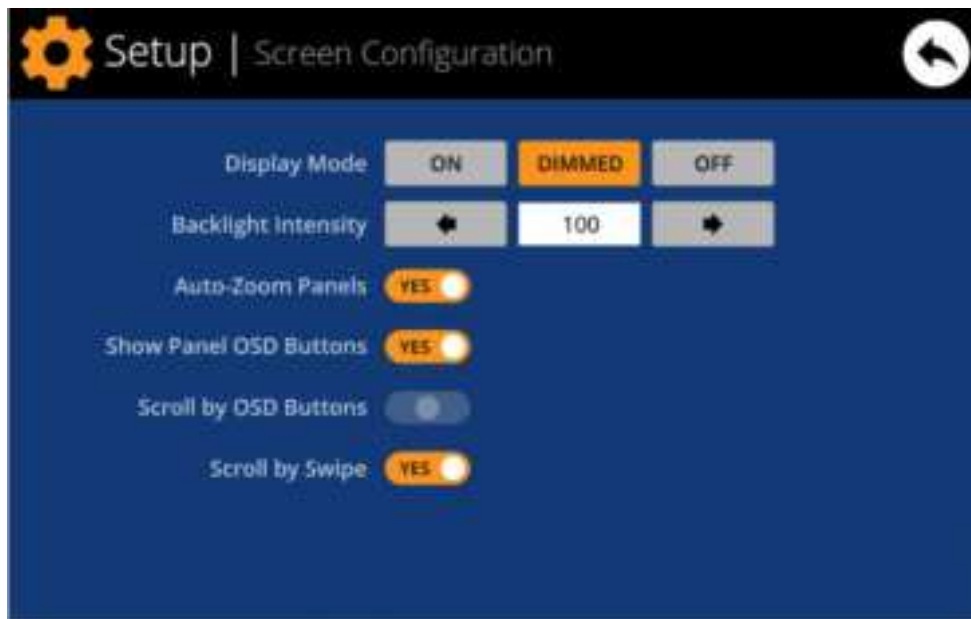 Setup | Screen Configuration
Display Mode ON DIMMED OFF
Backlight Intensity 100
Auto-Zoom Panels YES
Show Panel OSD Buttons YES
Scroll by OSD Buttons
Scroll by Swipe YES